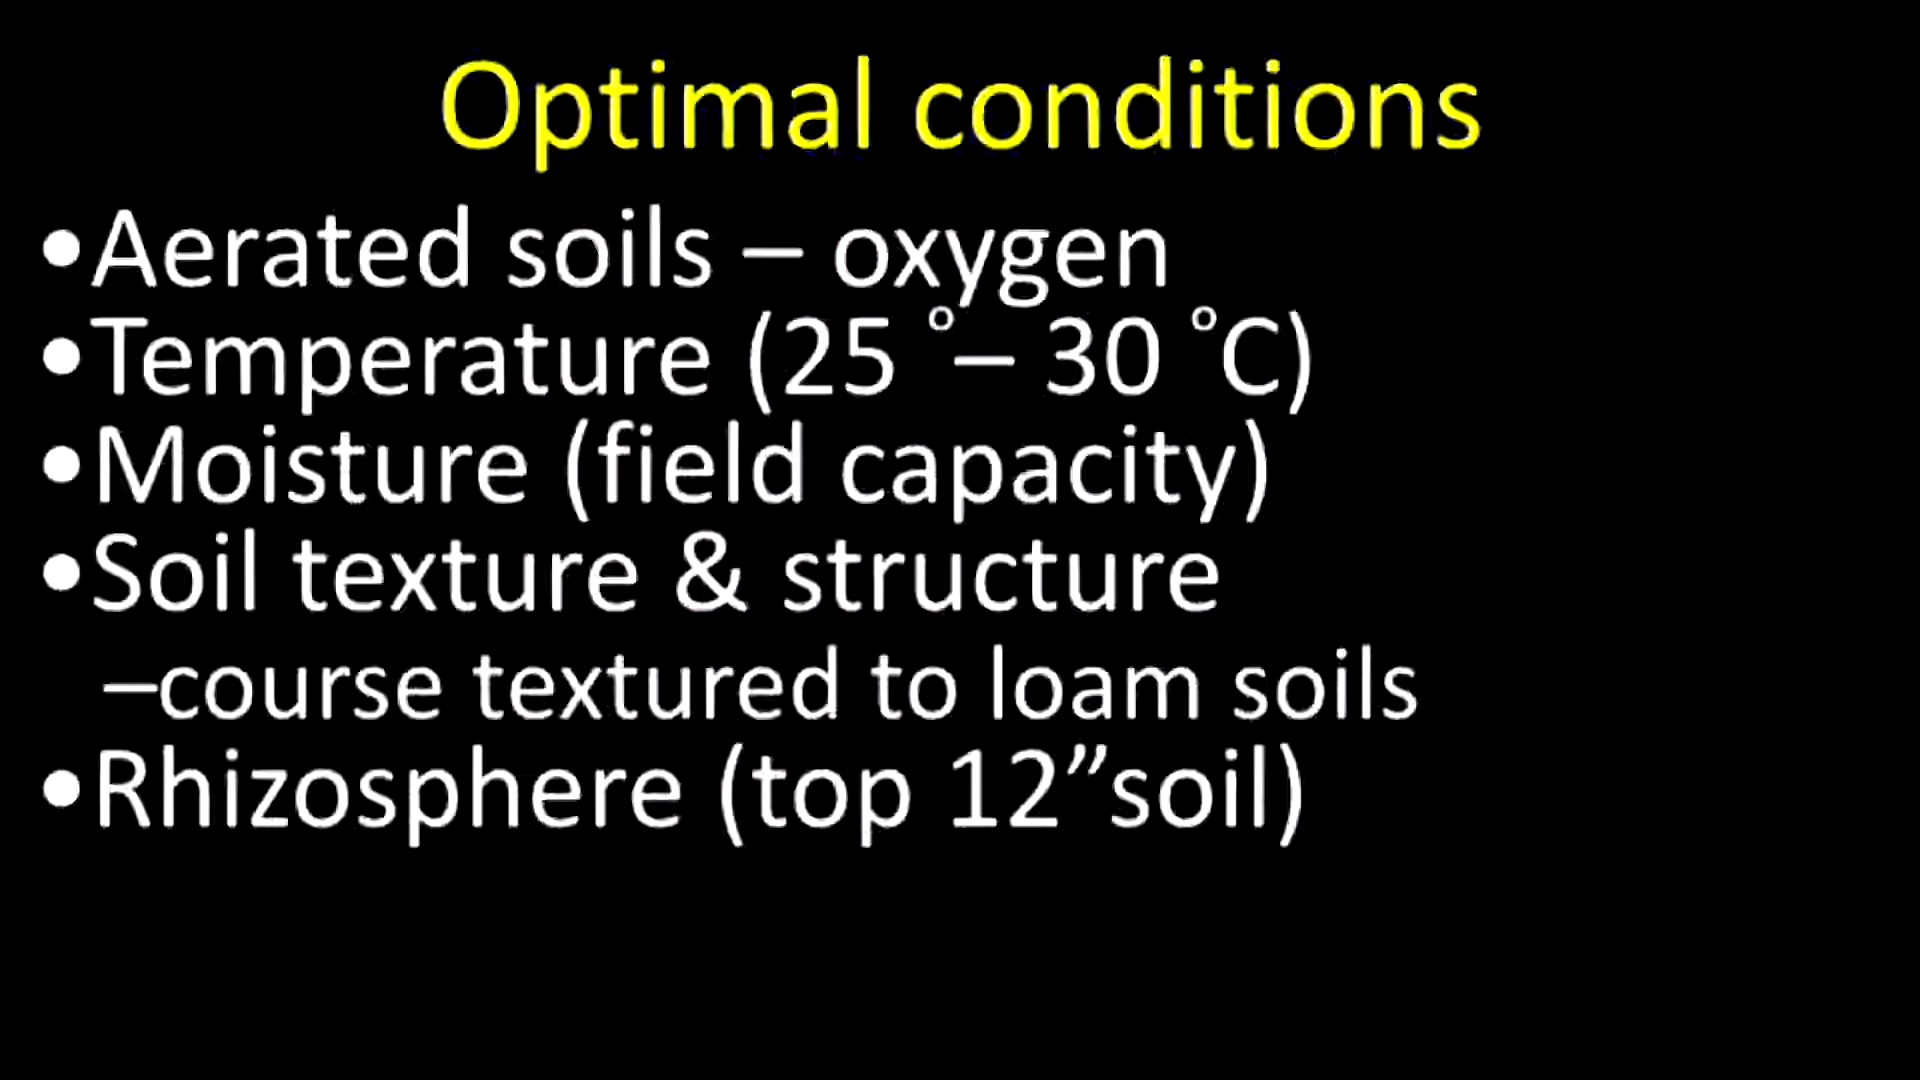 Optimal conditions
•Aerated soils – oxygen
•Temperature (25 °– 30 °C)
•Moisture (field capacity)
•Soil texture & structure
–course textured to loam soils
•Rhizosphere (top 12”soil)